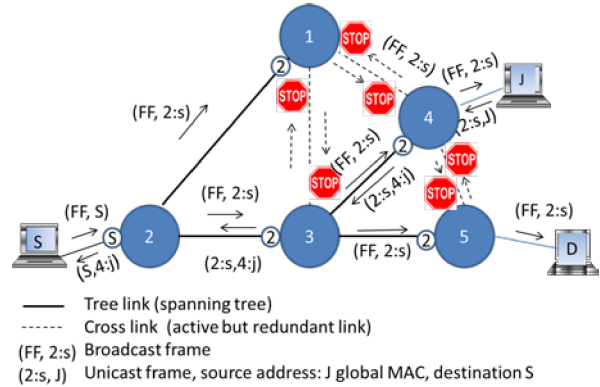 1
STOP
2
(FF, 2:s)
(FF, 2:s)
J
STOP
STOP
(FF, 2:s)
4
(2:s,J)
2
(FF, 2:s)
STOP
STOP
STOP
(2:s,4:j)
(FF, 2:s)
(FF, S)
S
S
2
2
3
(FF, 2:s)
2
5
(FF, 2:s)
D
(S,4:j)
(2:s,4:j)
Tree link (spanning tree)
Cross link (active but redundant link)
(FF, 2:s) Broadcast frame
(2:s, J) Unicast frame, source address: J global MAC, destination S